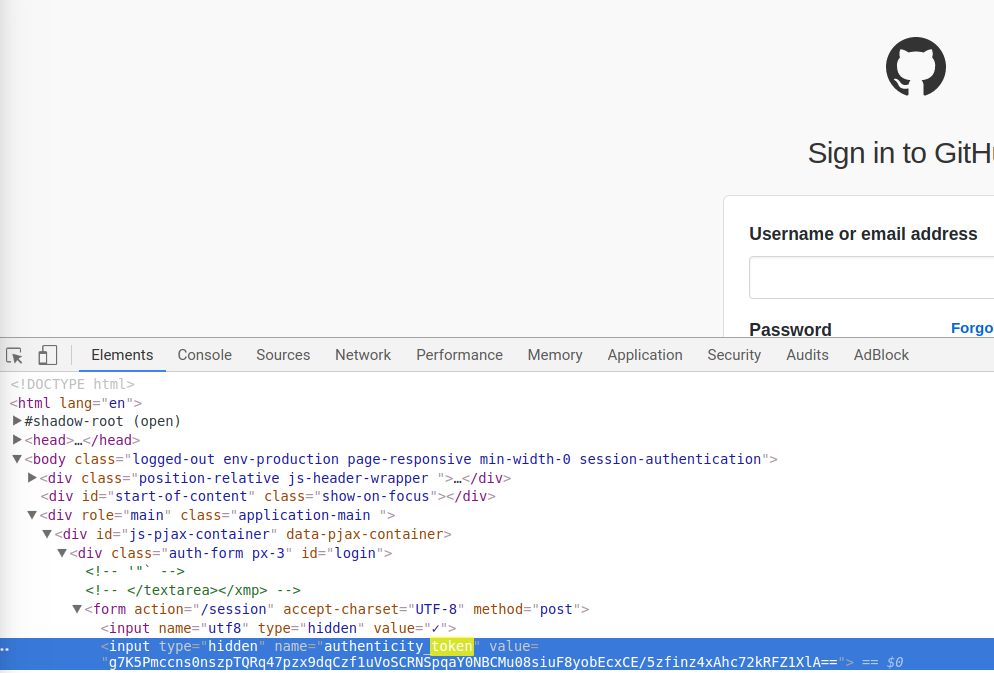 Sign in to GitH
Username or email address
Password Forgo
Elements Console Sources Network Performance Memory Application Security Audits AdBlock
<!DOCTYPE html>
<html lang="en">
#shadow-root (open)
<head>…</head>
<body class="logged-out env-production page-responsive min-width-0 session-authentication">
<div class="position-relative js-header-wrapper ">…</div>
<div id="start-of-content" class="show-on-focus"></div>
<div role="main" class="application-main ">
<div id="js-pjax-container" data-pjax-container>
<div class="auth-form px-3" id="login">
<!-- '"` -->
<!-- </textarea></xmp> -->
<form action="/session" accept-charset="UTF-8" method="post">
<input name="utf8" type="hidden" value="✓">
<input type="hidden" name="authenticity_token" value=
"g7K5Pmccns0nszpTQRq47pzx9dqCzf1uVoSCRNSpqaY0NBCMu08siuF8yobEcxCE/5zfinz4xAhc72kRFZ1XlA=="> == $0